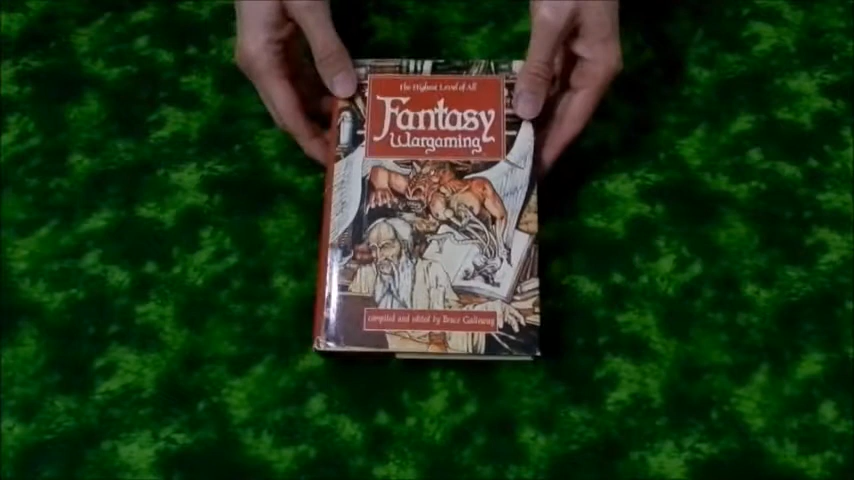 The Highest Level of All
Fantasy
Wargaming
compiled and edited by Bruce Galloway